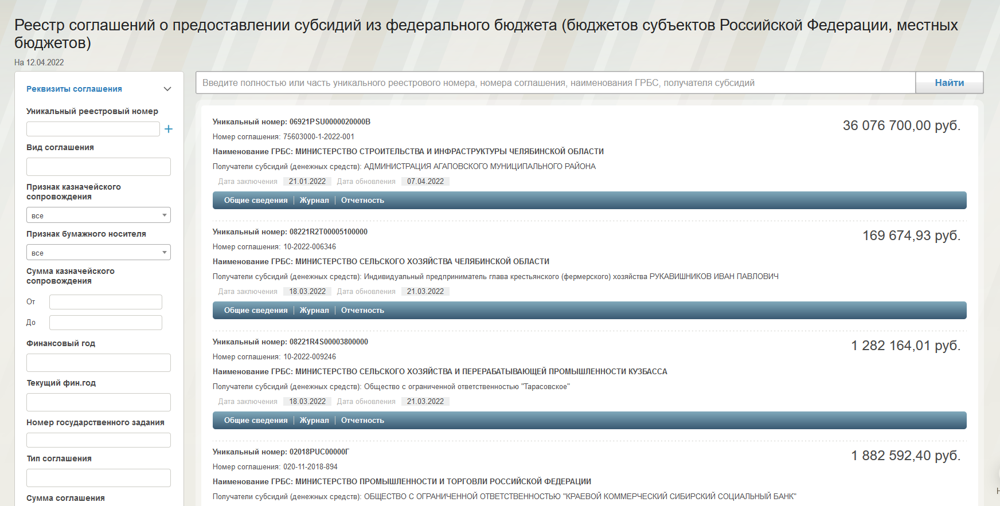 Реестр соглашений о предоставлении субсидий из федерального бюджета (бюджетов субъектов Российской Федерации, местных
бюджетов)
На 12.04.2022
Реквизиты соглашения
Уникальный реестровый номер
Вид соглашения
Признак казначейского
сопровождения
все
Признак бумажного носителя
все
Сумма казначейского
сопровождения
От
До
Финансовый год
Текущий фин.год
Номер государственного задания
Тип соглашения
Сумма соглашения
Введите полностью или часть уникального реестрового номера, номера соглашения, наименования ГРБС, получателя субсидий
Найти
Уникальный номер: 06921PSU0000020000В
36 076 700,00 руб.
Номер соглашения: 75603000-1-2022-001
Наименование ГРБС: МИНИСТЕРСТВО СТРОИТЕЛЬСТВА И ИНФРАСТРУКТУРЫ ЧЕЛЯБИНСКОЙ ОБЛАСТИ
Получатели субсидий (денежных средств): АДМИНИСТРАЦИЯ АГАПОВСКОГО МУНИЦИПАЛЬНОГО РАЙОНА
Дата заключения 21.01.2022 Дата обновления 07.04.2022
Общие сведения | Журнал | Отчетность
Уникальный номер: 08221R2T00005100000
169 674,93 руб.
Номер соглашения: 10-2022-006346
Наименование ГРБС: МИНИСТЕРСТВО СЕЛЬСКОГО ХОЗЯЙСТВА ЧЕЛЯБИНСКОЙ ОБЛАСТИ
Получатели субсидий (денежных средств): Индивидуальный предприниматель глава крестьянского (фермерского) хозяйства РУКАВИШНИКОВ ИВАН ПАВЛОВИЧ
Дата заключения 18.03.2022 Дата обновления 21.03.2022
Общие сведения | Журнал | Отчетность
Уникальный номер: 08221R4S00003800000
1 282 164,01 руб.
Номер соглашения: 10-2022-009246
Наименование ГРБС: МИНИСТЕРСТВО СЕЛЬСКОГО ХОЗЯЙСТВА И ПЕРЕРАБАТЫВАЮЩЕЙ ПРОМЫШЛЕННОСТИ КУЗБАССА
Получатели субсидий (денежных средств): Общество с ограниченной ответственностью "Тарасовское"
Дата заключения 18.03.2022 Дата обновления 21.03.2022
Общие сведения | Журнал | Отчетность
Уникальный номер: 02018PUC00000Г
1 882 592,40 руб.
Номер соглашения: 020-11-2018-894
Наименование ГРБС: МИНИСТЕРСТВО ПРОМЫШЛЕННОСТИ И ТОРГОВЛИ РОССИЙСКОЙ ФЕДЕРАЦИИ
Получатели субсидий (денежных средств): ОБЩЕСТВО С ОГРАНИЧЕННОЙ ОТВЕТСТВЕННОСТЬЮ "КРАЕВОЙ КОММЕРЧЕСКИЙ СИБИРСКИЙ СОЦИАЛЬНЫЙ БАНК"